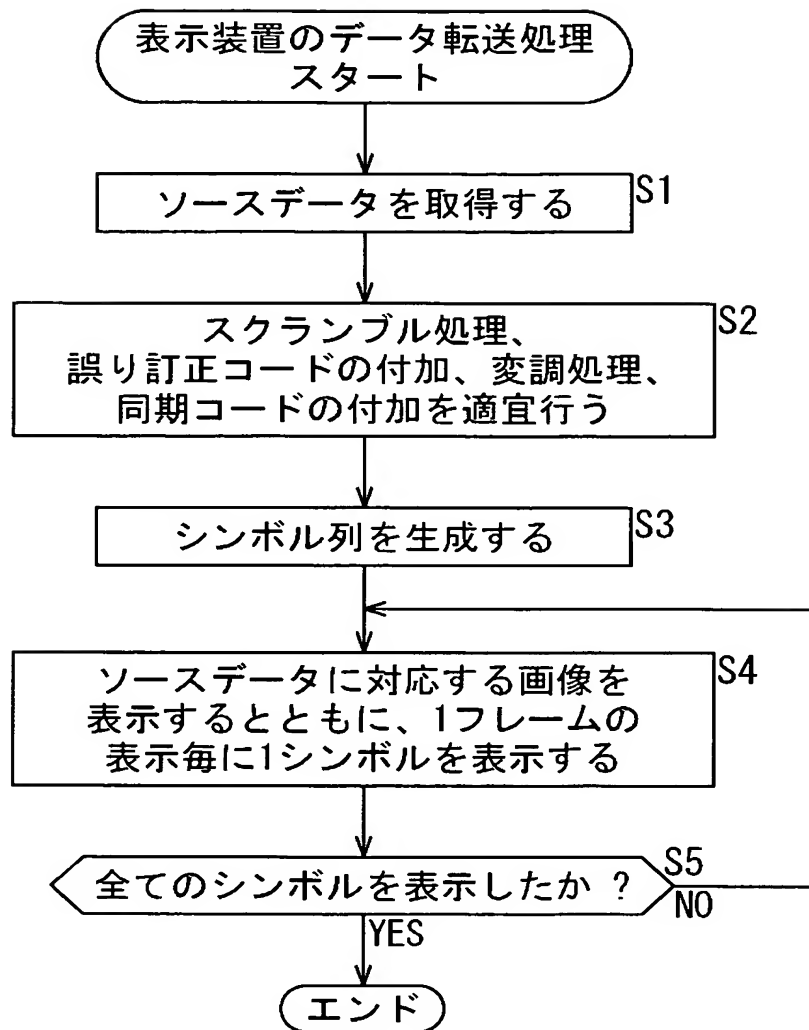 表示装置のデータ転送処理
スタート
ソースデータを取得する
S1
スクランブル処理、
誤り訂正コードの付加、変調処理、
同期コードの付加を適宜行う
S2
シンボル列を生成する
S3
ソースデータに対応する画像を
表示するとともに、1フレームの
表示毎に1シンボルを表示する
S4
全てのシンボルを表示したか ?
S5
NO
YES
エンド